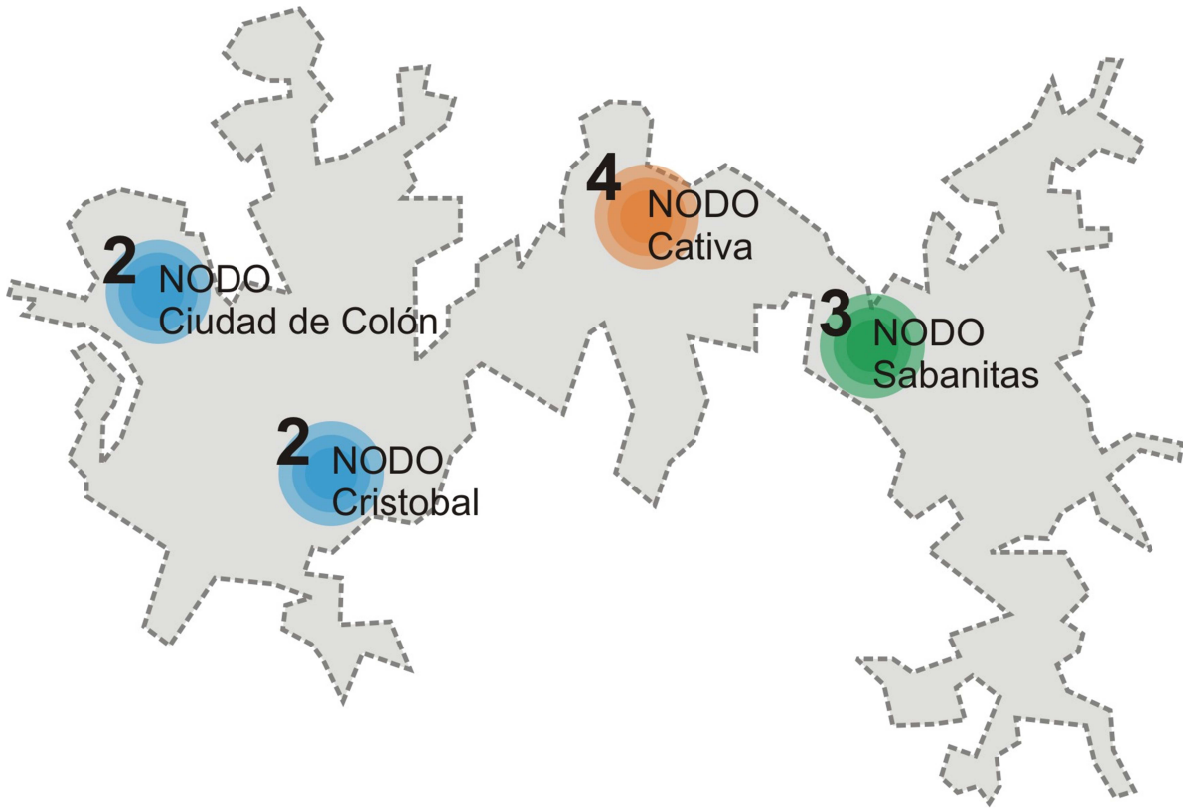 4
NODO
Cativa
2
NODO
Ciudad de Colón
3
NODO
Sabanitas
2
NODO
Cristobal